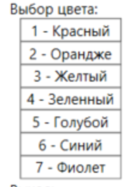 Выбор цвета:
1 - Красный
2 - Орандже
3 - Желтый
4 - Зеленный
5 - Голубой
6 - Синий
7 - Фиолет